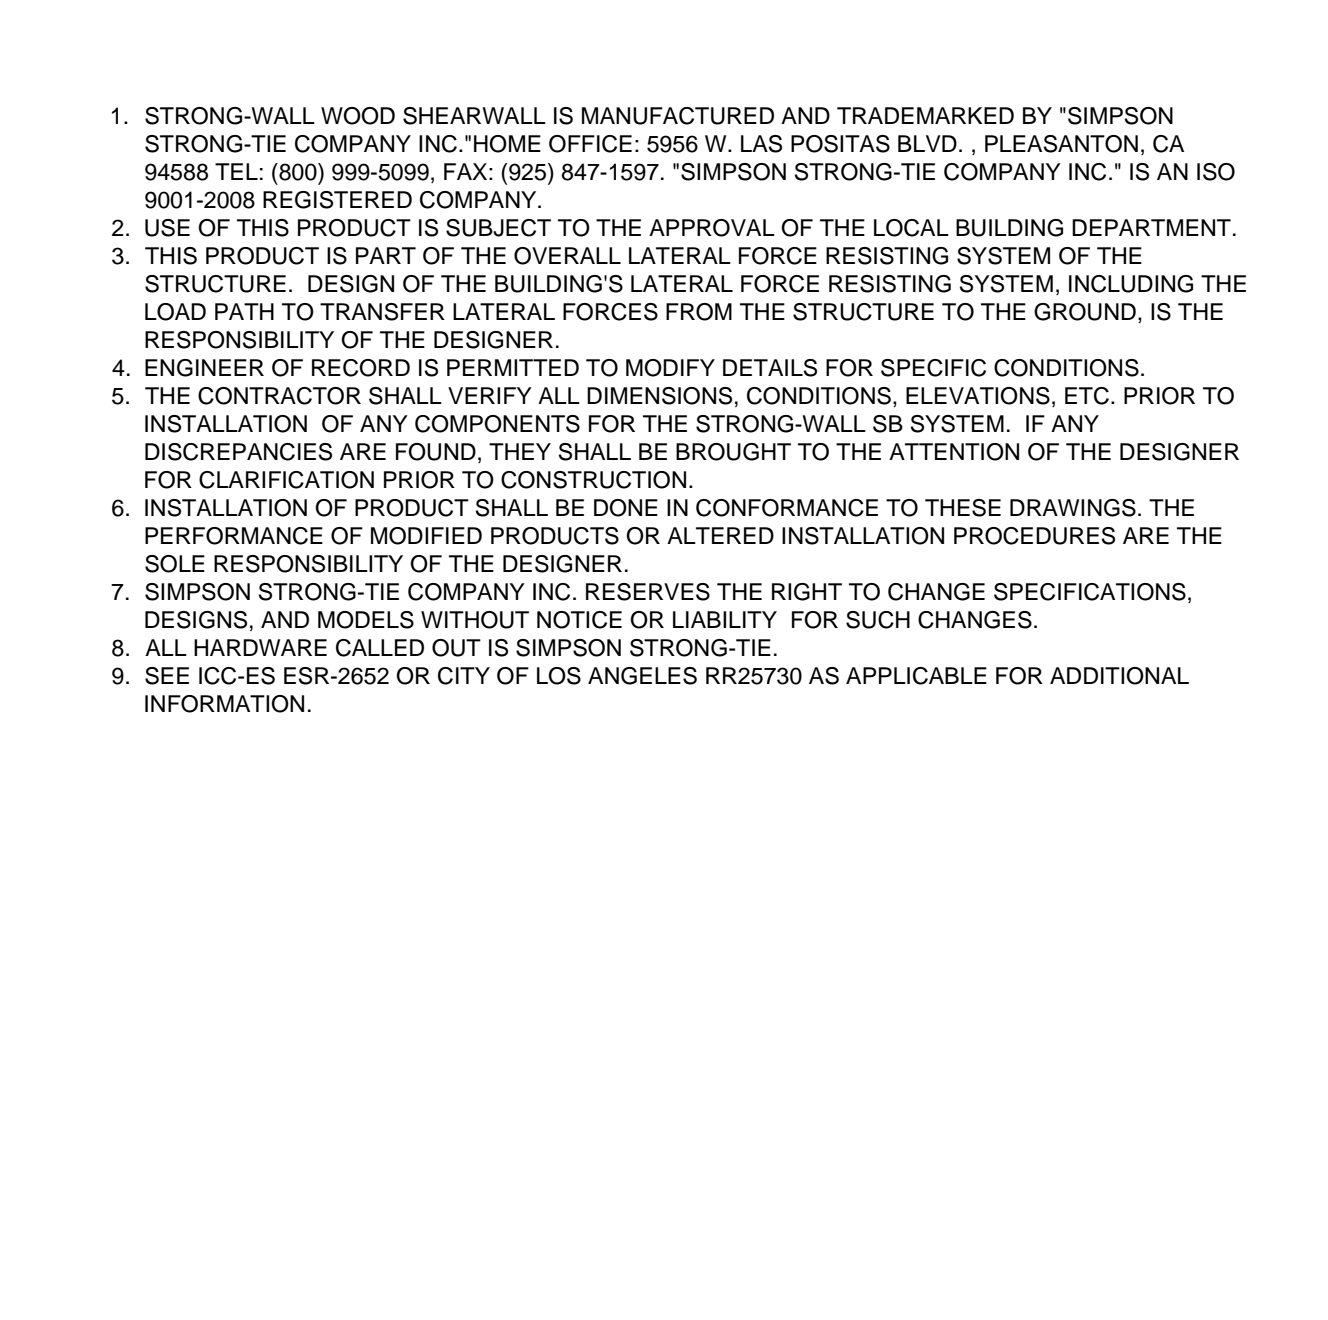 1. STRONG-WALL WOOD SHEARWALL IS MANUFACTURED AND TRADEMARKED BY "SIMPSON
STRONG-TIE COMPANY INC."HOME OFFICE: 5956 W. LAS POSITAS BLVD. , PLEASANTON, CA
94588 TEL: (800) 999-5099, FAX: (925) 847-1597. "SIMPSON STRONG-TIE COMPANY INC." IS AN ISO
9001-2008 REGISTERED COMPANY.
2. USE OF THIS PRODUCT IS SUBJECT TO THE APPROVAL OF THE LOCAL BUILDING DEPARTMENT.
3. THIS PRODUCT IS PART OF THE OVERALL LATERAL FORCE RESISTING SYSTEM OF THE
STRUCTURE.  DESIGN OF THE BUILDING'S LATERAL FORCE RESISTING SYSTEM, INCLUDING THE
LOAD PATH TO TRANSFER LATERAL FORCES FROM THE STRUCTURE TO THE GROUND, IS THE
RESPONSIBILITY OF THE DESIGNER.
4. ENGINEER OF RECORD IS PERMITTED TO MODIFY DETAILS FOR SPECIFIC CONDITIONS.
5. THE CONTRACTOR SHALL VERIFY ALL DIMENSIONS, CONDITIONS, ELEVATIONS, ETC. PRIOR TO
INSTALLATION  OF ANY COMPONENTS FOR THE STRONG-WALL SB SYSTEM.  IF ANY
DISCREPANCIES ARE FOUND, THEY SHALL BE BROUGHT TO THE ATTENTION OF THE DESIGNER
FOR CLARIFICATION PRIOR TO CONSTRUCTION.
6. INSTALLATION OF PRODUCT SHALL BE DONE IN CONFORMANCE TO THESE DRAWINGS. THE
PERFORMANCE OF MODIFIED PRODUCTS OR ALTERED INSTALLATION PROCEDURES ARE THE
SOLE RESPONSIBILITY OF THE DESIGNER.
7. SIMPSON STRONG-TIE COMPANY INC. RESERVES THE RIGHT TO CHANGE SPECIFICATIONS,
DESIGNS, AND MODELS WITHOUT NOTICE OR LIABILITY  FOR SUCH CHANGES.
8. ALL HARDWARE CALLED OUT IS SIMPSON STRONG-TIE.
9. SEE ICC-ES ESR-2652 OR CITY OF LOS ANGELES RR25730 AS APPLICABLE FOR ADDITIONAL
INFORMATION.